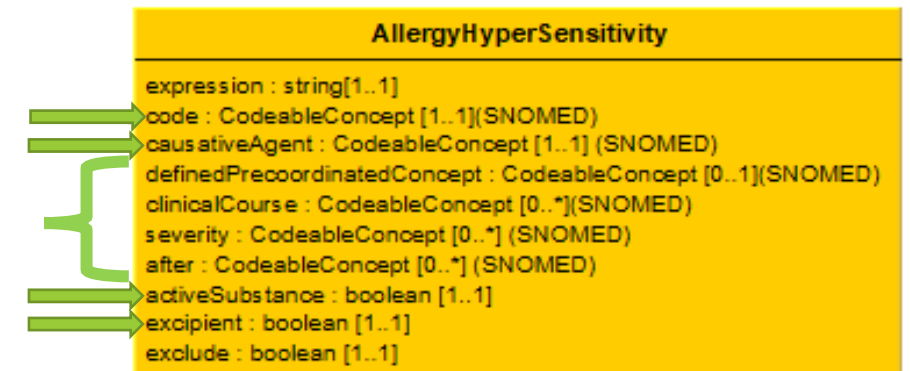 AllergyHyperSensitivity
expression : string[1..1]
code : CodeableConcept [1..1](SNOMED)
causativeAgent : CodeableConcept [1..1] (SNOMED)
definedPrecoordinatedConcept : CodeableConcept [0..1](SNOMED)
clinicalCourse : CodeableConcept [0..*](SNOMED)
severity : CodeableConcept [0..*] (SNOMED)
after : CodeableConcept [0..*] (SNOMED)
activeSubstance : boolean [1..1]
excipient : boolean [1..1]
exclude : boolean [1..1]